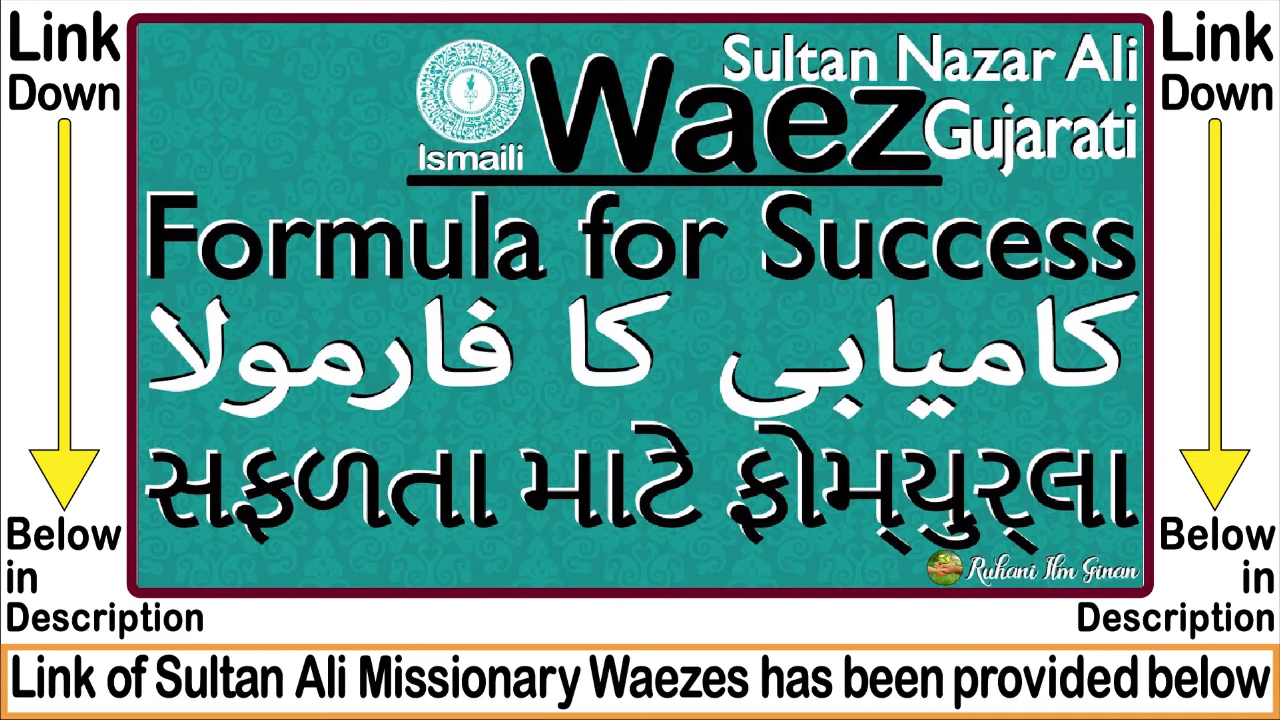 Link
Down
Link
Down
Sultan Nazar Ali
Waez
Gujarati
Ismaili
Formula for Success
کامیابی کا فارمولا
સફળતા માટે ફોમ્યુર્લા
Ruhani Ilm Ginan
Below
in
Description
Below
in
Description
Link of Sultan Ali Missionary Waezes has been provided below